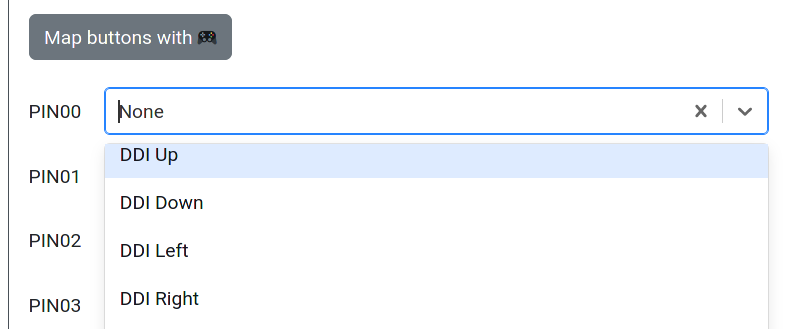 Map buttons with 🎮
PIN00 None
DDI Up
PIN01
DDI Down
PIN02
DDI Left
DDI Right
PIN03